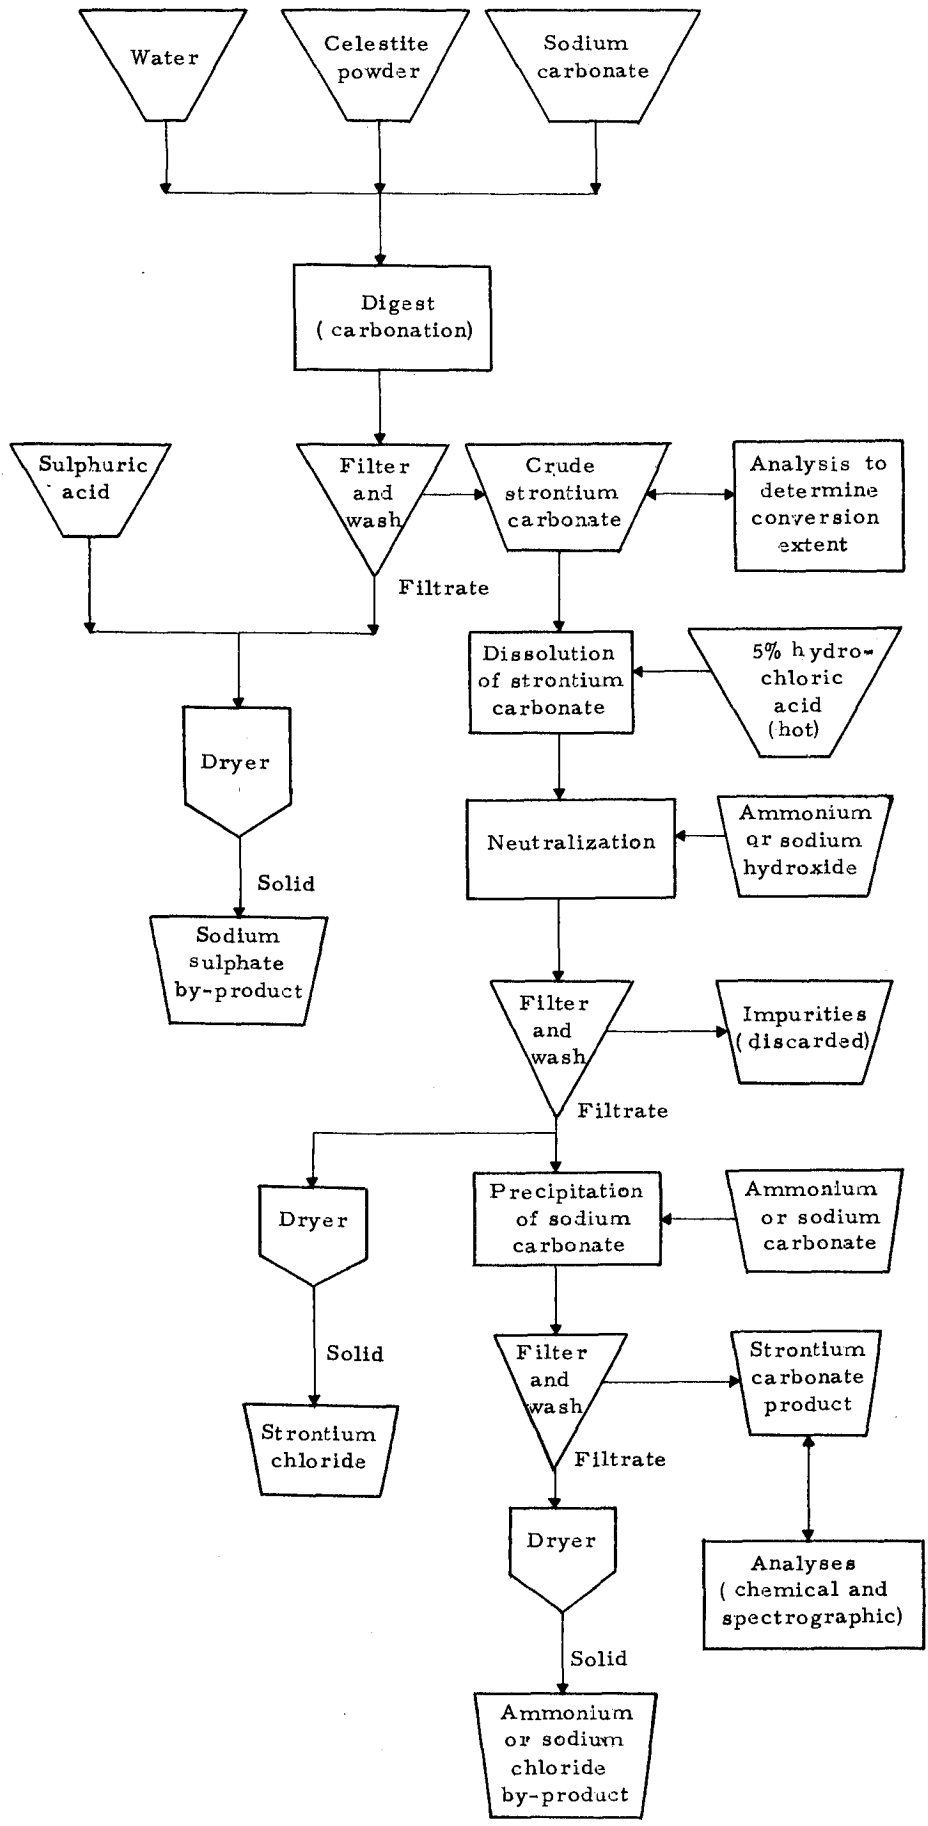 Water
Celestite
powder
Sodium
carbonate
Digest
(carbonation)
Sulphuric
acid
Filter
and
wash
Crude
strontium
carbonate
Analysis to
determine
conversion
extent
Filtrate
Dissolution
of strontium
carbonate
5% hydro-
chloric
acid
(hot)
Dryer
Neutralization
Ammonium
or sodium
hydroxide
Solid
Sodium
sulphate
by-product
Filter
and
wash
Impurities
(discarded)
Filtrate
Dryer
Precipitation
of sodium
carbonate
Ammonium
or sodium
carbonate
Solid
Filter
and
wash
Strontium
carbonate
product
Strontium
chloride
Filtrate
Dryer
Analyses
(chemical and
spectrographic)
Solid
Ammonium
or sodium
chloride
by-product